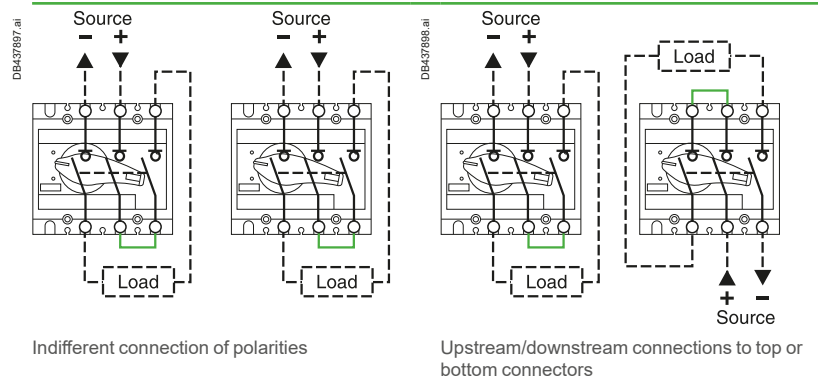 DB437897.ai
Source
− +
Load
Source
− +
Load
Indifferent connection of polarities
DB437898.ai
Source
− +
Load
Load
+ −
Source
Upstream/downstream connections to top or
bottom connectors